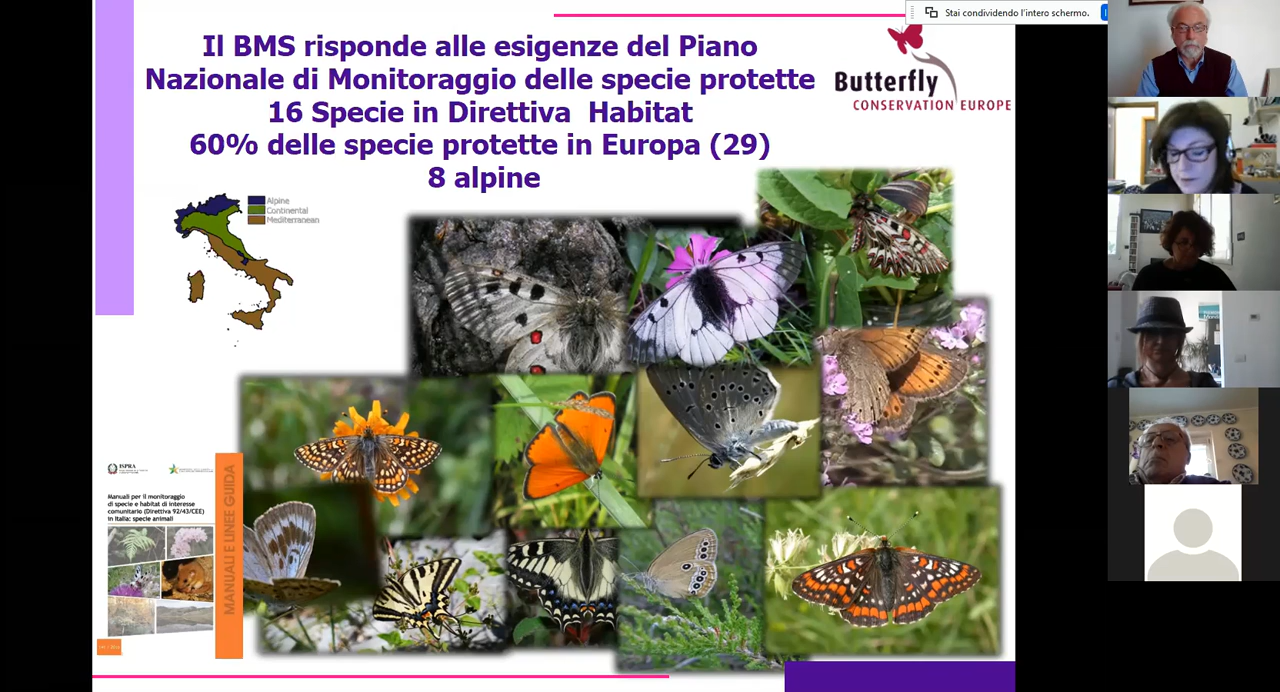 Stai condividendo l'intero schermo.
Il BMS risponde alle esigenze del Piano
Nazionale di Monitoraggio delle specie protette
16 Specie in Direttiva Habitat
60% delle specie protette in Europa (29)
8 alpine
Butterfly
CONSERVATION EUROPE
Alpine
Continental
Mediterranean
ISPRA
Manuali per il monitoraggio
di specie e habitat di interesse
comunitario (Direttiva 92/43/CEE)
in Italia: specie animali
MANUALI E LINEE GUIDA